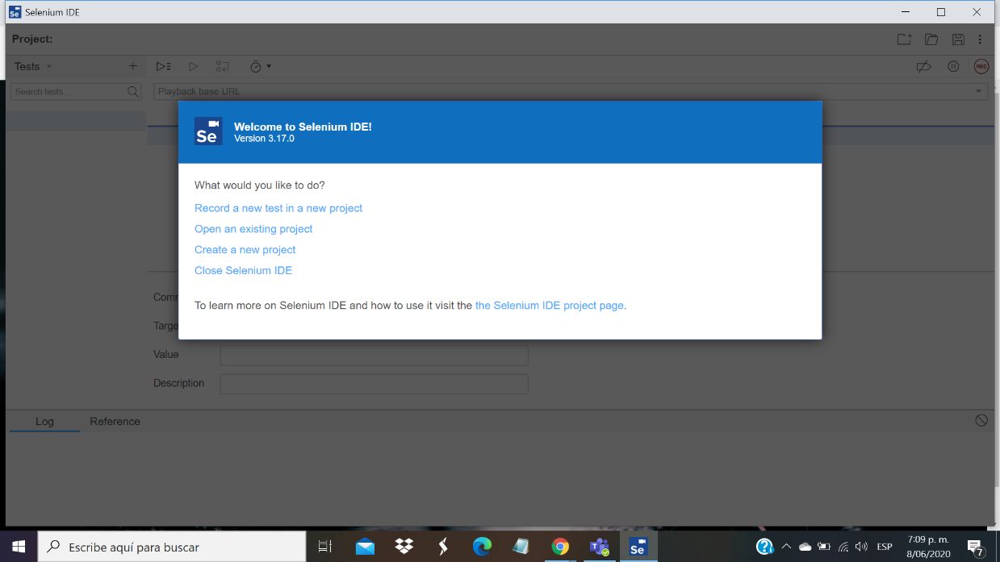 Se
Selenium IDE
Project:
Tests
Search tests...
Playback base URL
REC
Se
Welcome to Selenium IDE!
Version 3.17.0
What would you like to do?
Record a new test in a new project
Open an existing project
Create a new project
Close Selenium IDE
To learn more on Selenium IDE and how to use it visit the the Selenium IDE project page.
Comm
Targe
Value
Description
Log
Reference
Escribe aquí para buscar
Se
ESP
7:09 p. m.
8/06/2020
7